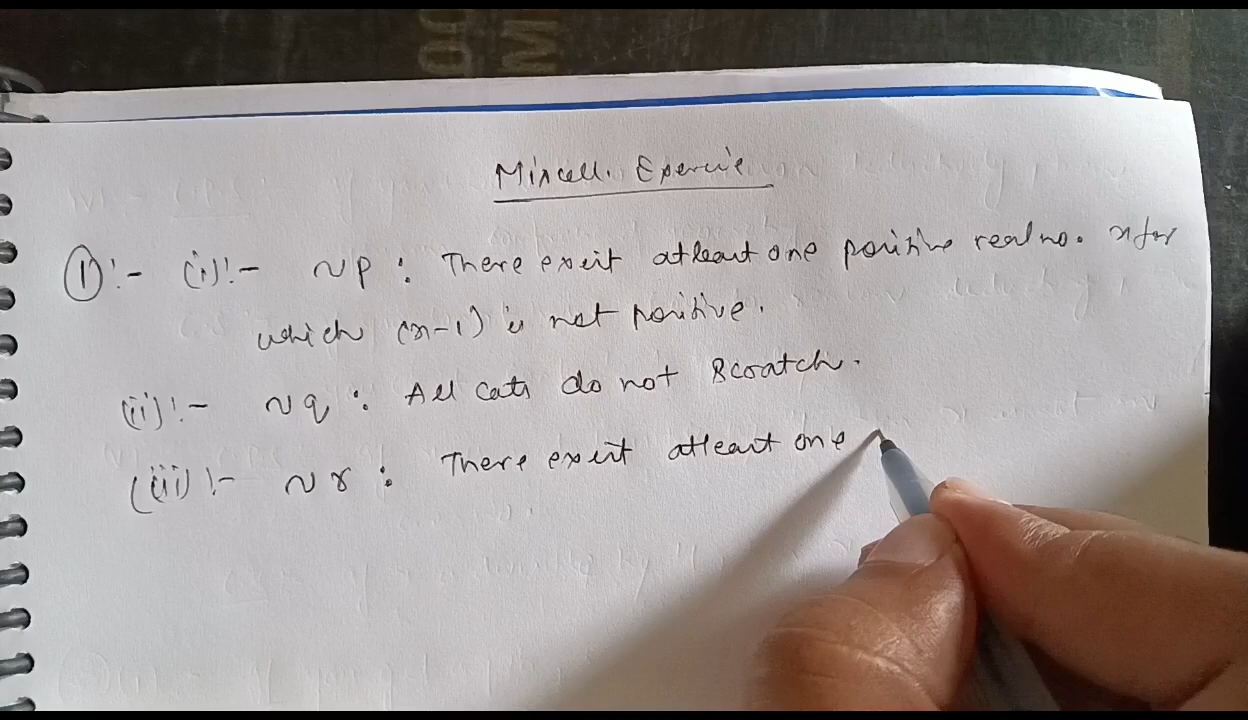 Miscell. Exercise
(1):- (i):- ~p : There exist atleast one positive real no. x for
which (x-1) is not positive.
(ii):- ~q : All cats do not scratch.
(iii):- ~r : There exist atleast one